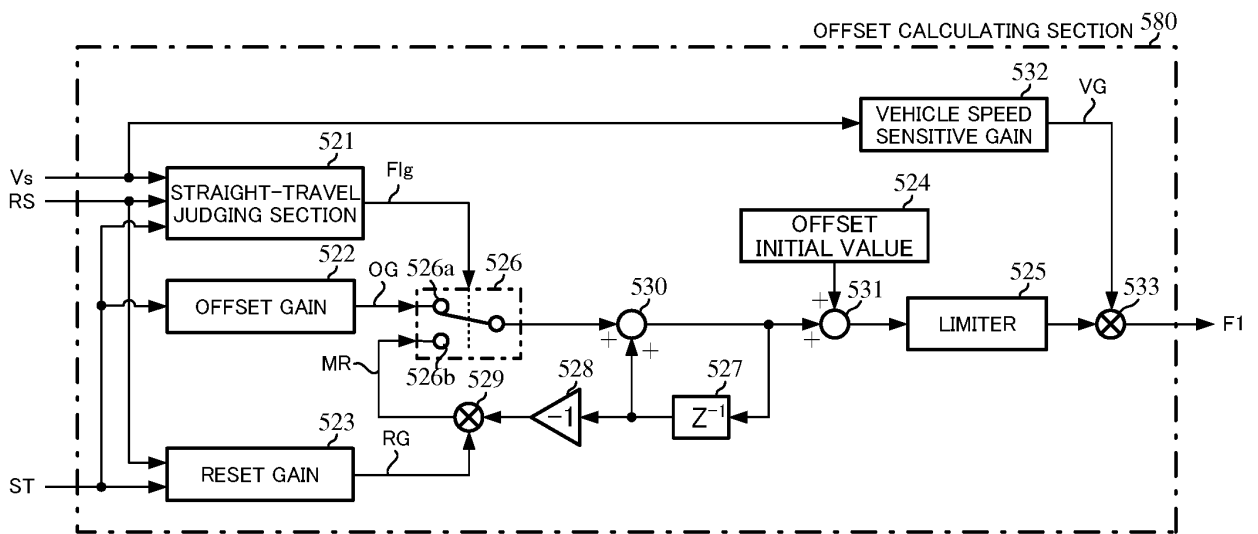 OFFSET CALCULATING SECTION 580
532
VEHICLE SPEED
SENSITIVE GAIN
VG
Vs
RS
521
STRAIGHT-TRAVEL
JUDGING SECTION
Flg
524
OFFSET
INITIAL VALUE
522
OFFSET GAIN
OG
526a
526
530
+
+
+
+
531
525
LIMITER
533
F1
526b
MR
529
528
-1
527
Z-1
523
RESET GAIN
RG
ST